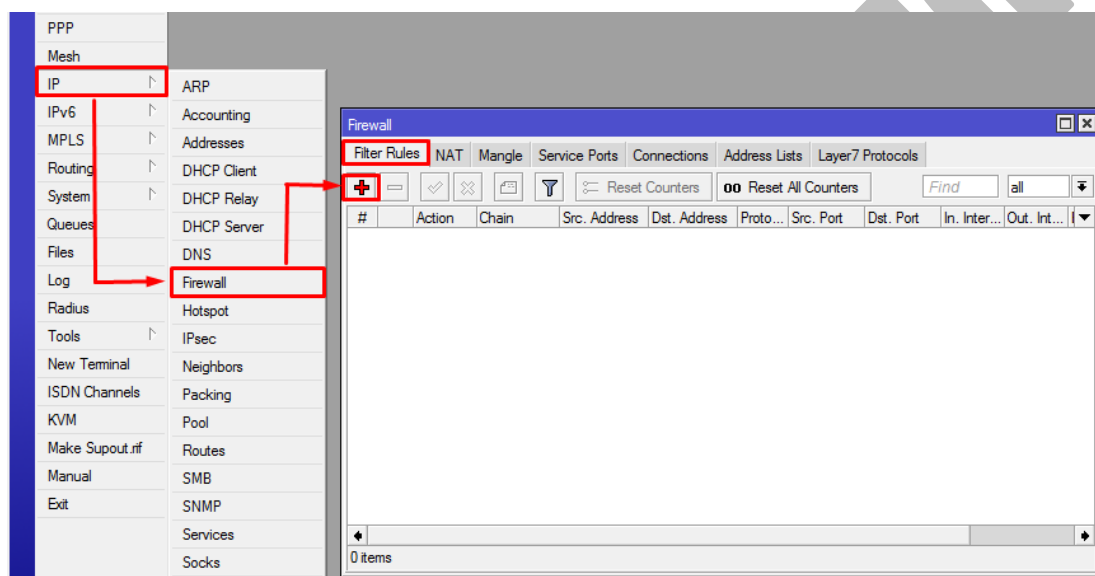 PPP
Mesh
IP
IPv6
MPLS
Routing
System
Queues
Files
Log
Radius
Tools
New Terminal
ISDN Channels
KVM
Make Supout.rif
Manual
Exit
ARP
Accounting
Addresses
DHCP Client
DHCP Relay
DHCP Server
DNS
Firewall
Hotspot
IPsec
Neighbors
Packing
Pool
Routes
SMB
SNMP
Services
Socks
Firewall
Filter Rules NAT Mangle Service Ports Connections Address Lists Layer7 Protocols
Reset Counters 00 Reset All Counters Find all
# Action Chain Src. Address Dst. Address Proto... Src. Port Dst. Port In. Inter... Out. Int...
0 items